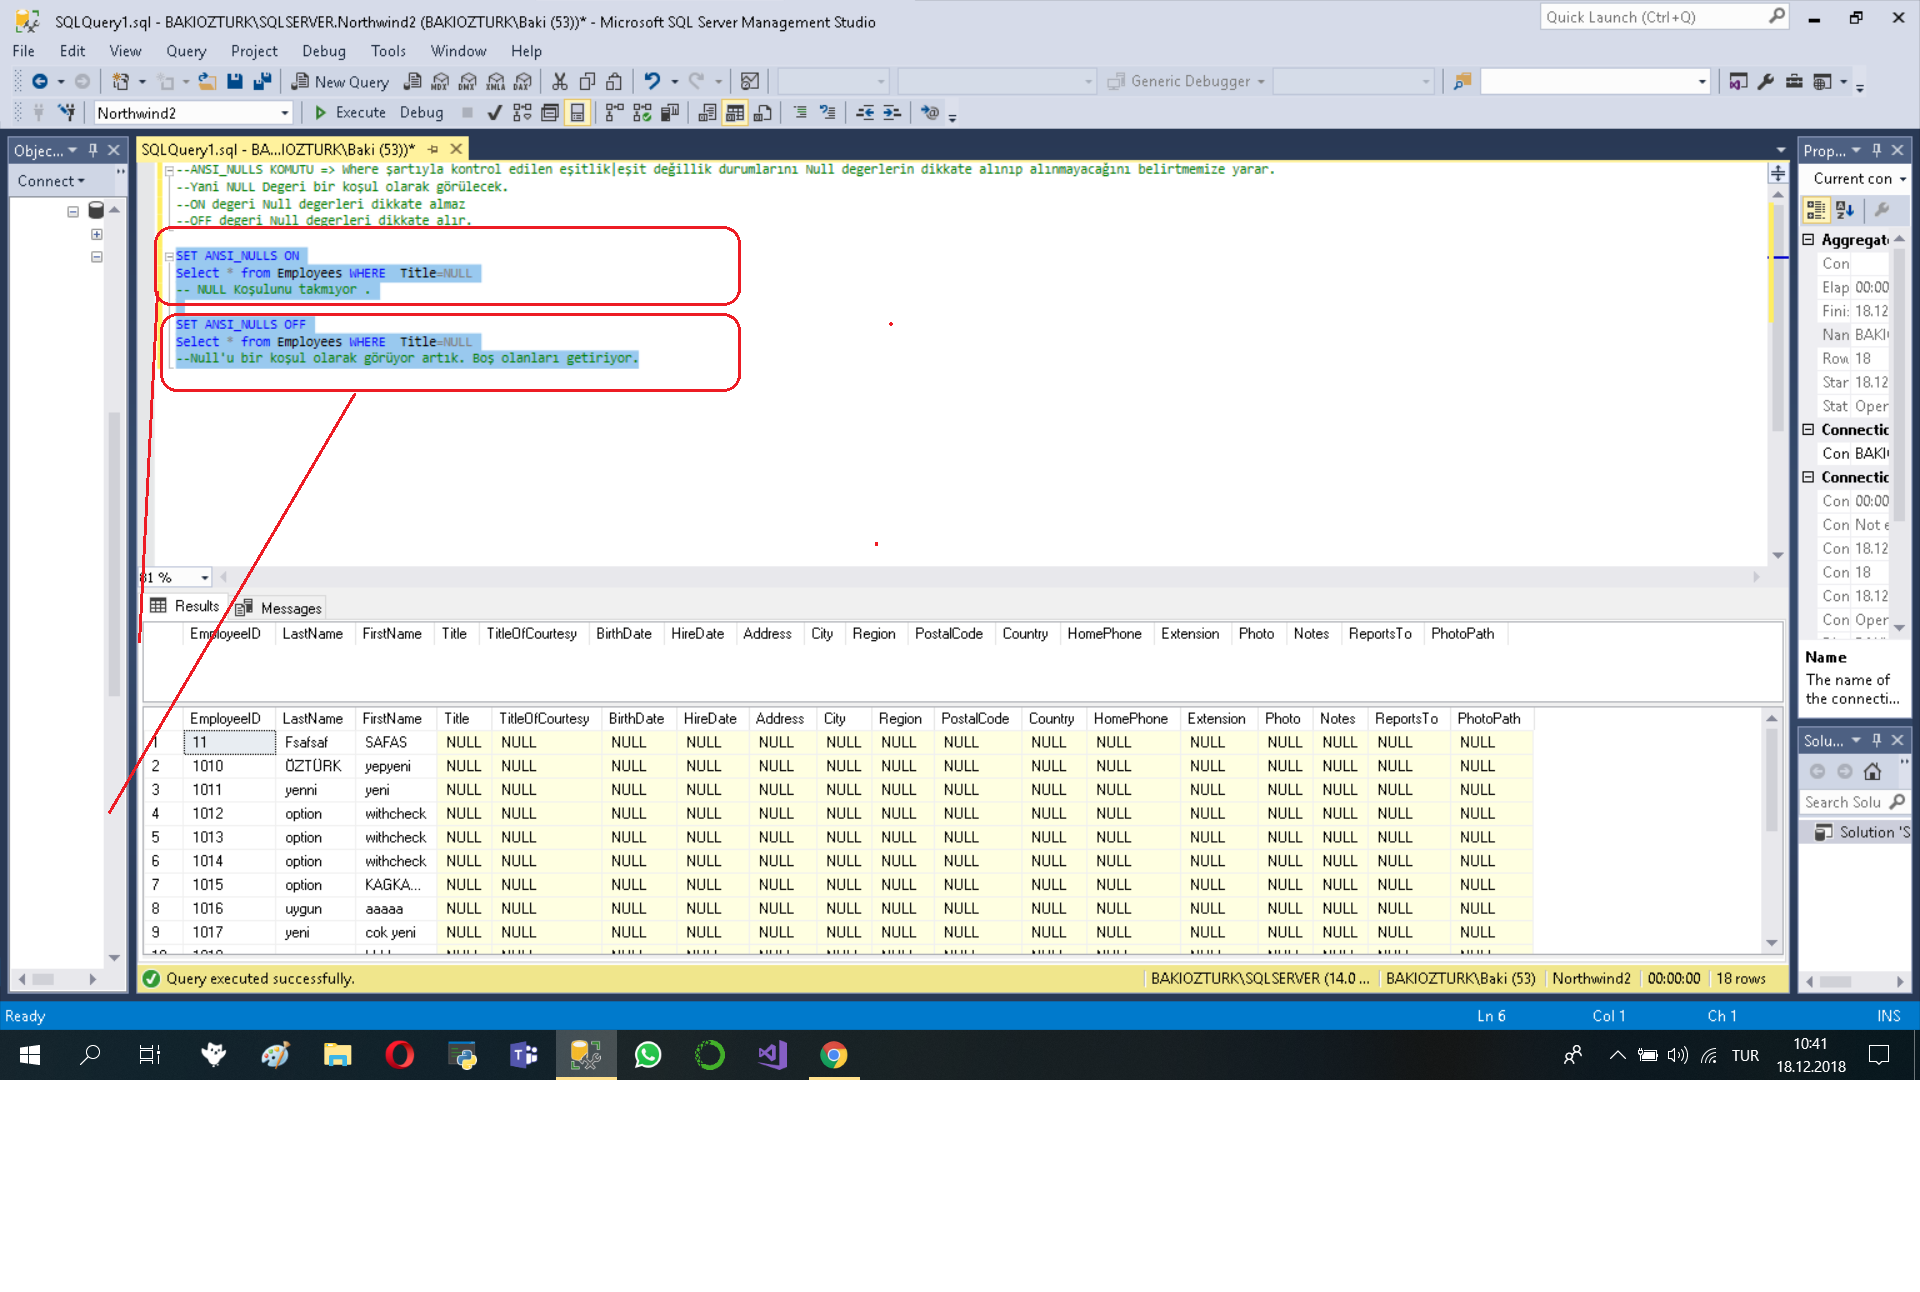 SQLQuery1.sql - BAKIOZTURK\SQLSERVER.Northwind2 (BAKIOZTURK\Baki (53))* - Microsoft SQL Server Management Studio
Quick Launch (Ctrl+Q)
File Edit View Query Project Debug Tools Window Help
New Query MDX DMX XMLA DAX Generic Debugger
Northwind2 Execute Debug
Objec...
Connect
SQLQuery1.sql - BA...IOZTURK\Baki (53))*
--ANSI_NULLS KOMUTU => Where şartıyla kontrol edilen eşitlik|eşit değillik durumlarını Null degerlerin dikkate alınıp alınmayacağını belirtmemize yarar.
--Yani NULL Degeri bir koşul olarak görülecek.
--ON degeri Null degerleri dikkate almaz
--OFF degeri Null degerleri dikkate alır.
SET ANSI_NULLS ON
Select * from Employees WHERE Title=NULL
-- NULL Koşulunu takmıyor .
SET ANSI_NULLS OFF
Select * from Employees WHERE Title=NULL
--Null'u bir koşul olarak görüyor artık. Boş olanları getiriyor.
81 %
Results Messages
EmployeeID LastName FirstName Title TitleOfCourtesy BirthDate HireDate Address City Region PostalCode Country HomePhone Extension Photo Notes ReportsTo PhotoPath
EmployeeID LastName FirstName Title TitleOfCourtesy BirthDate HireDate Address City Region PostalCode Country HomePhone Extension Photo Notes ReportsTo PhotoPath
1 11 Fsafsaf SAFAS NULL NULL NULL NULL NULL NULL NULL NULL NULL NULL NULL NULL NULL NULL NULL
2 1010 ÖZTÜRK yepyeni NULL NULL NULL NULL NULL NULL NULL NULL NULL NULL NULL NULL NULL NULL NULL
3 1011 yenni yeni NULL NULL NULL NULL NULL NULL NULL NULL NULL NULL NULL NULL NULL NULL NULL
4 1012 option withcheck NULL NULL NULL NULL NULL NULL NULL NULL NULL NULL NULL NULL NULL NULL NULL
5 1013 option withcheck NULL NULL NULL NULL NULL NULL NULL NULL NULL NULL NULL NULL NULL NULL NULL
6 1014 option withcheck NULL NULL NULL NULL NULL NULL NULL NULL NULL NULL NULL NULL NULL NULL NULL
7 1015 option KAGKA... NULL NULL NULL NULL NULL NULL NULL NULL NULL NULL NULL NULL NULL NULL NULL
8 1016 uygun aaaaa NULL NULL NULL NULL NULL NULL NULL NULL NULL NULL NULL NULL NULL NULL NULL
9 1017 yeni cok yeni NULL NULL NULL NULL NULL NULL NULL NULL NULL NULL NULL NULL NULL NULL NULL
Query executed successfully. BAKIOZTURK\SQLSERVER (14.0 ... BAKIOZTURK\Baki (53) Northwind2 00:00:00 18 rows
Prop...
Current con
Aggregat
Con
Elap 00:00
Fini: 18.12
Nan BAKI
Row 18
Star 18.12
Stat Oper
Connectic
Con BAKI
Connectic
Con 00:00
Con Not e
Con 18.12
Con 18
Con 18.12
Con Oper
Name
The name of
the connecti...
Solu...
Search Solu
Solution 'S
Ready Ln 6 Col 1 Ch 1 INS
TUR
10:41
18.12.2018